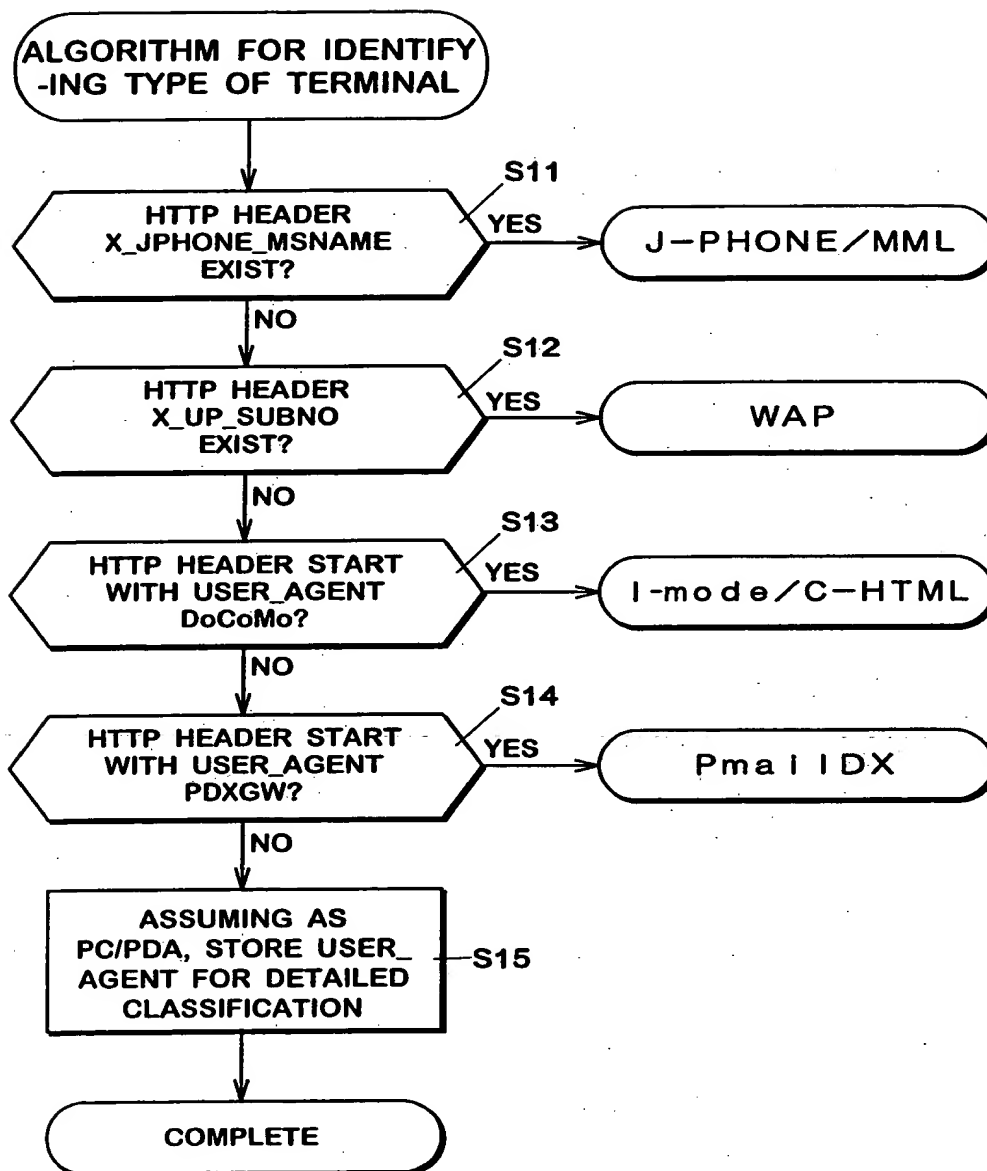 ALGORITHM FOR IDENTIFY
-ING TYPE OF TERMINAL
S11
HTTP HEADER
X_JPHONE_MSNAME
EXIST?
YES
J-PHONE/MML
NO
S12
HTTP HEADER
X_UP_SUBNO
EXIST?
YES
WAP
NO
S13
HTTP HEADER START
WITH USER_AGENT
DoCoMo?
YES
I-mode/C-HTML
NO
S14
HTTP HEADER START
WITH USER_AGENT
PDXGW?
YES
PmailDX
NO
ASSUMING AS
PC/PDA, STORE USER_
AGENT FOR DETAILED
CLASSIFICATION
S15
COMPLETE